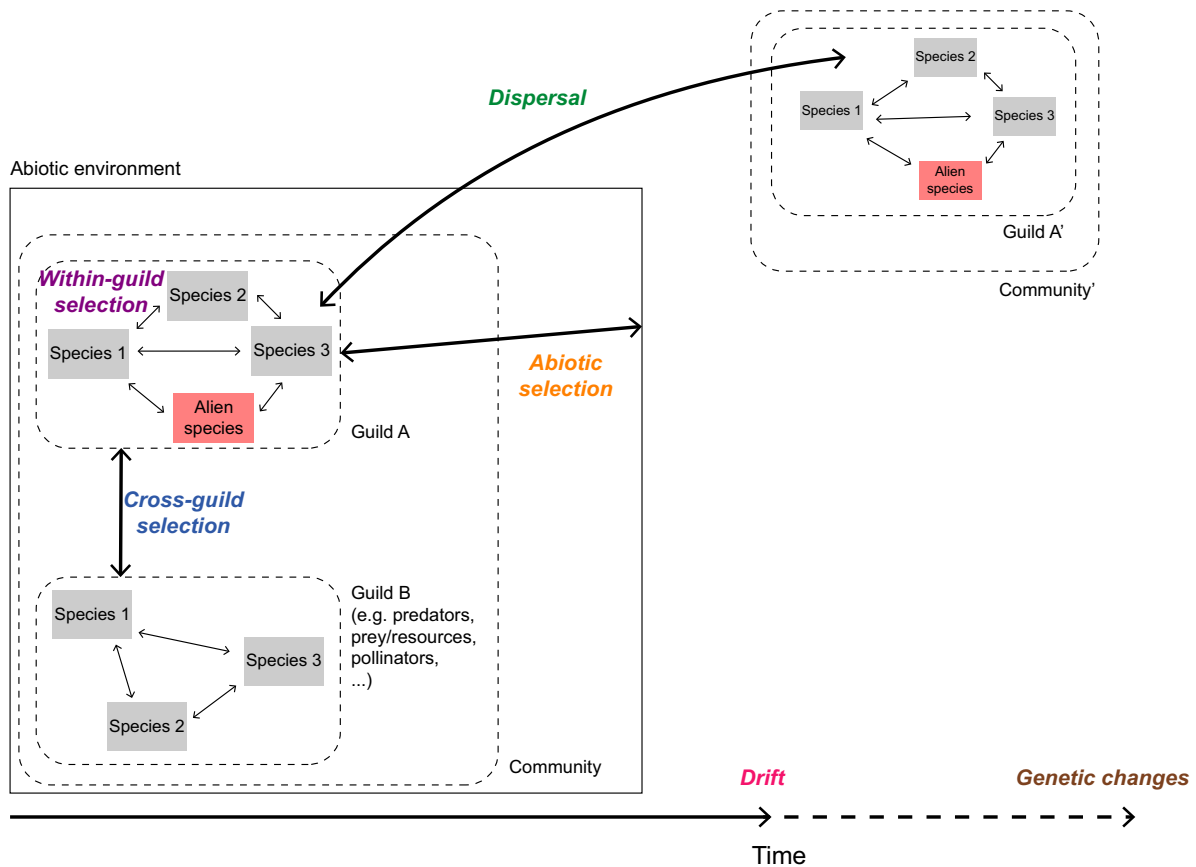 Species 2
Dispersal
Species 1
Species 3
Alien
species
Guild A’
Community’
Abiotic environment
Within-guild
selection
Species 2
Species 1
Species 3
Alien
species
Guild A
Abiotic
selection
Cross-guild
selection
Guild B
(e.g. predators,
prey/resources,
pollinators,
...)
Species 1
Species 3
Species 2
Community
Drift
Genetic changes
Time